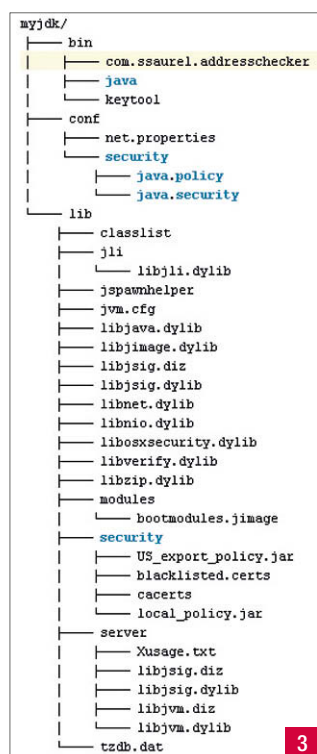 myjdk/
├── bin
│   ├── com.ssaurel.addresschecker
│   ├── java
│   └── keytool
├── conf
│   ├── net.properties
│   └── security
│       ├── java.policy
│       └── java.security
└── lib
    ├── classlist
    ├── jli
    │   └── libjli.dylib
    ├── jspawnhelper
    ├── jvm.cfg
    ├── libjava.dylib
    ├── libjimage.dylib
    ├── libjsig.diz
    ├── libjsig.dylib
    ├── libnet.dylib
    ├── libnio.dylib
    ├── libosxsecurity.dylib
    ├── libverify.dylib
    ├── libzip.dylib
    ├── modules
    │   └── bootmodules.jimage
    ├── security
    │   ├── US_export_policy.jar
    │   ├── blacklisted.certs
    │   ├── cacerts
    │   └── local_policy.jar
    ├── server
    │   ├── Xusage.txt
    │   ├── libjsig.diz
    │   ├── libjsig.dylib
    │   ├── libjvm.diz
    │   └── libjvm.dylib
    └── tzdb.dat
3